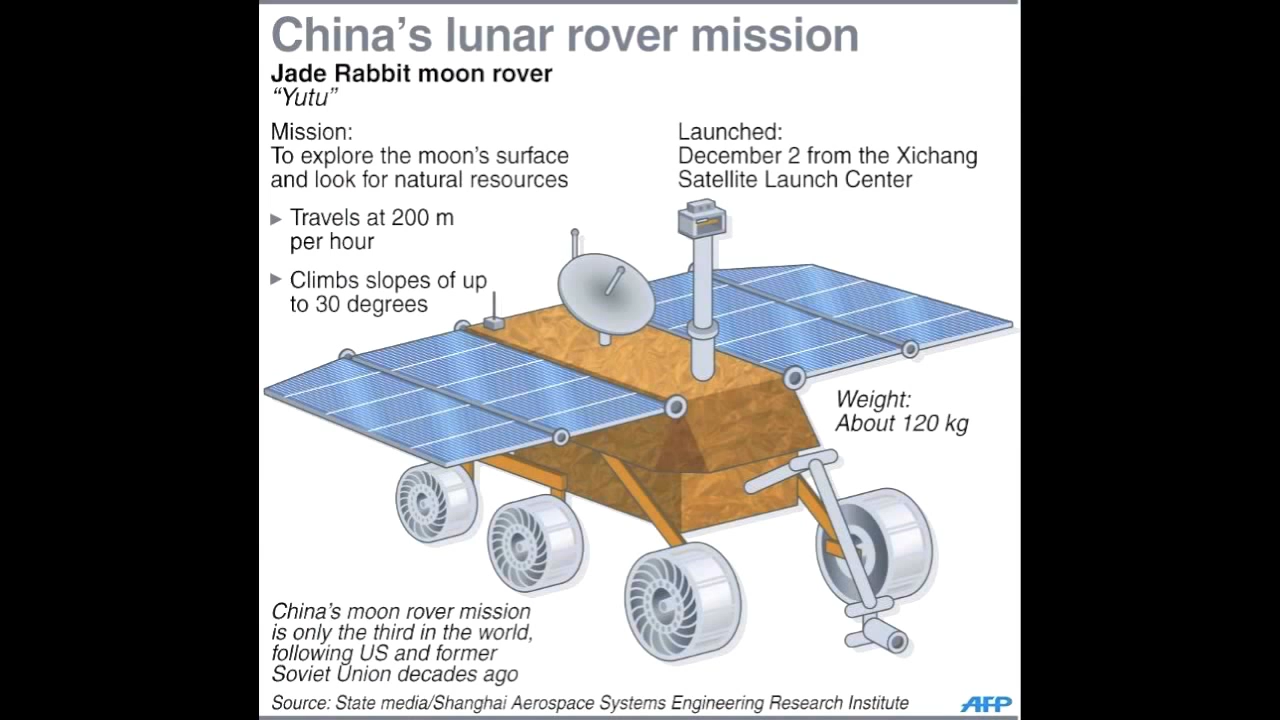 China's lunar rover mission
Jade Rabbit moon rover
“Yutu”
Mission:
To explore the moon's surface
and look for natural resources
Travels at 200 m
per hour
Climbs slopes of up
to 30 degrees
Launched:
December 2 from the Xichang
Satellite Launch Center
Weight:
About 120 kg
China's moon rover mission
is only the third in the world,
following US and former
Soviet Union decades ago
Source: State media/Shanghai Aerospace Systems Engineering Research Institute
AFP